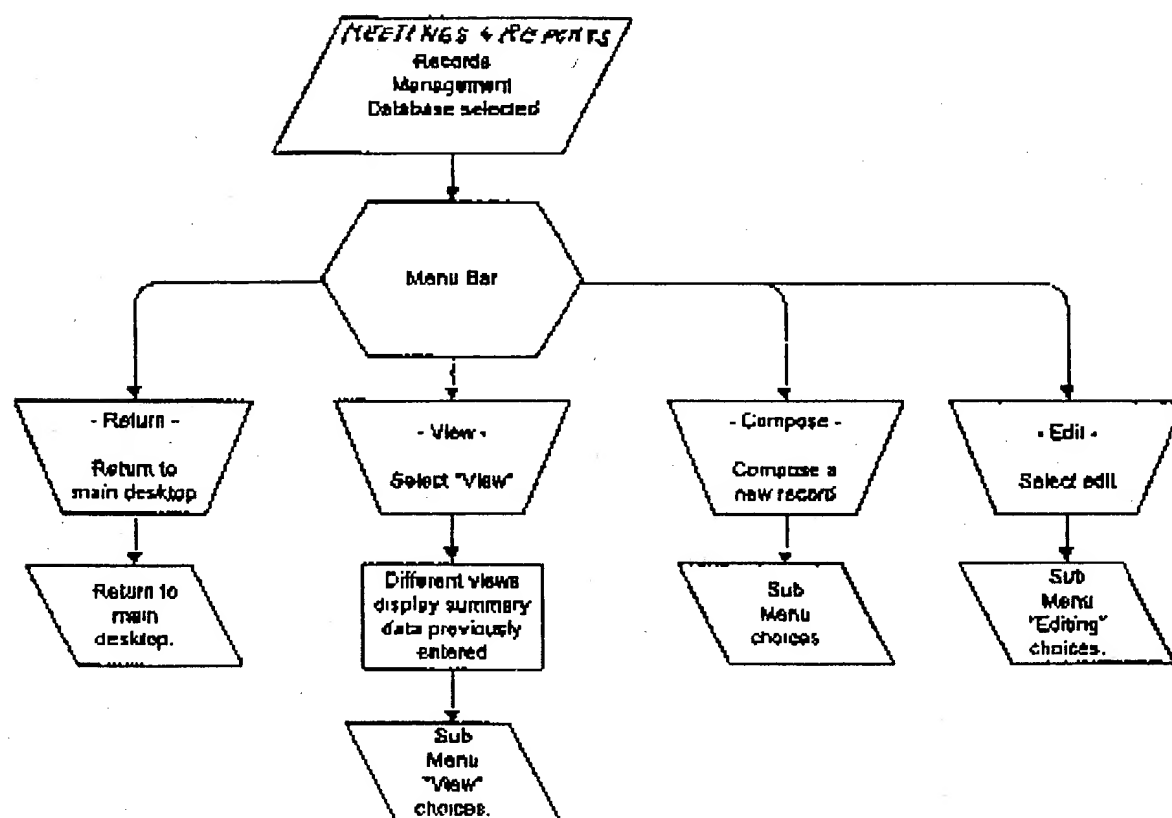 MEETINGS & REPORTS
Records
Management
Database selected
Menu Bar
- Return -
Return to
main desktop
- View -
Select "View"
- Compose -
Compose a
new record
- Edit -
Select edit
Return to
main
desktop.
Different views
display summary
data previously
entered
Sub
Menu
choices
Sub
Menu
"Editing"
choices.
Sub
Menu
"View"
choices.